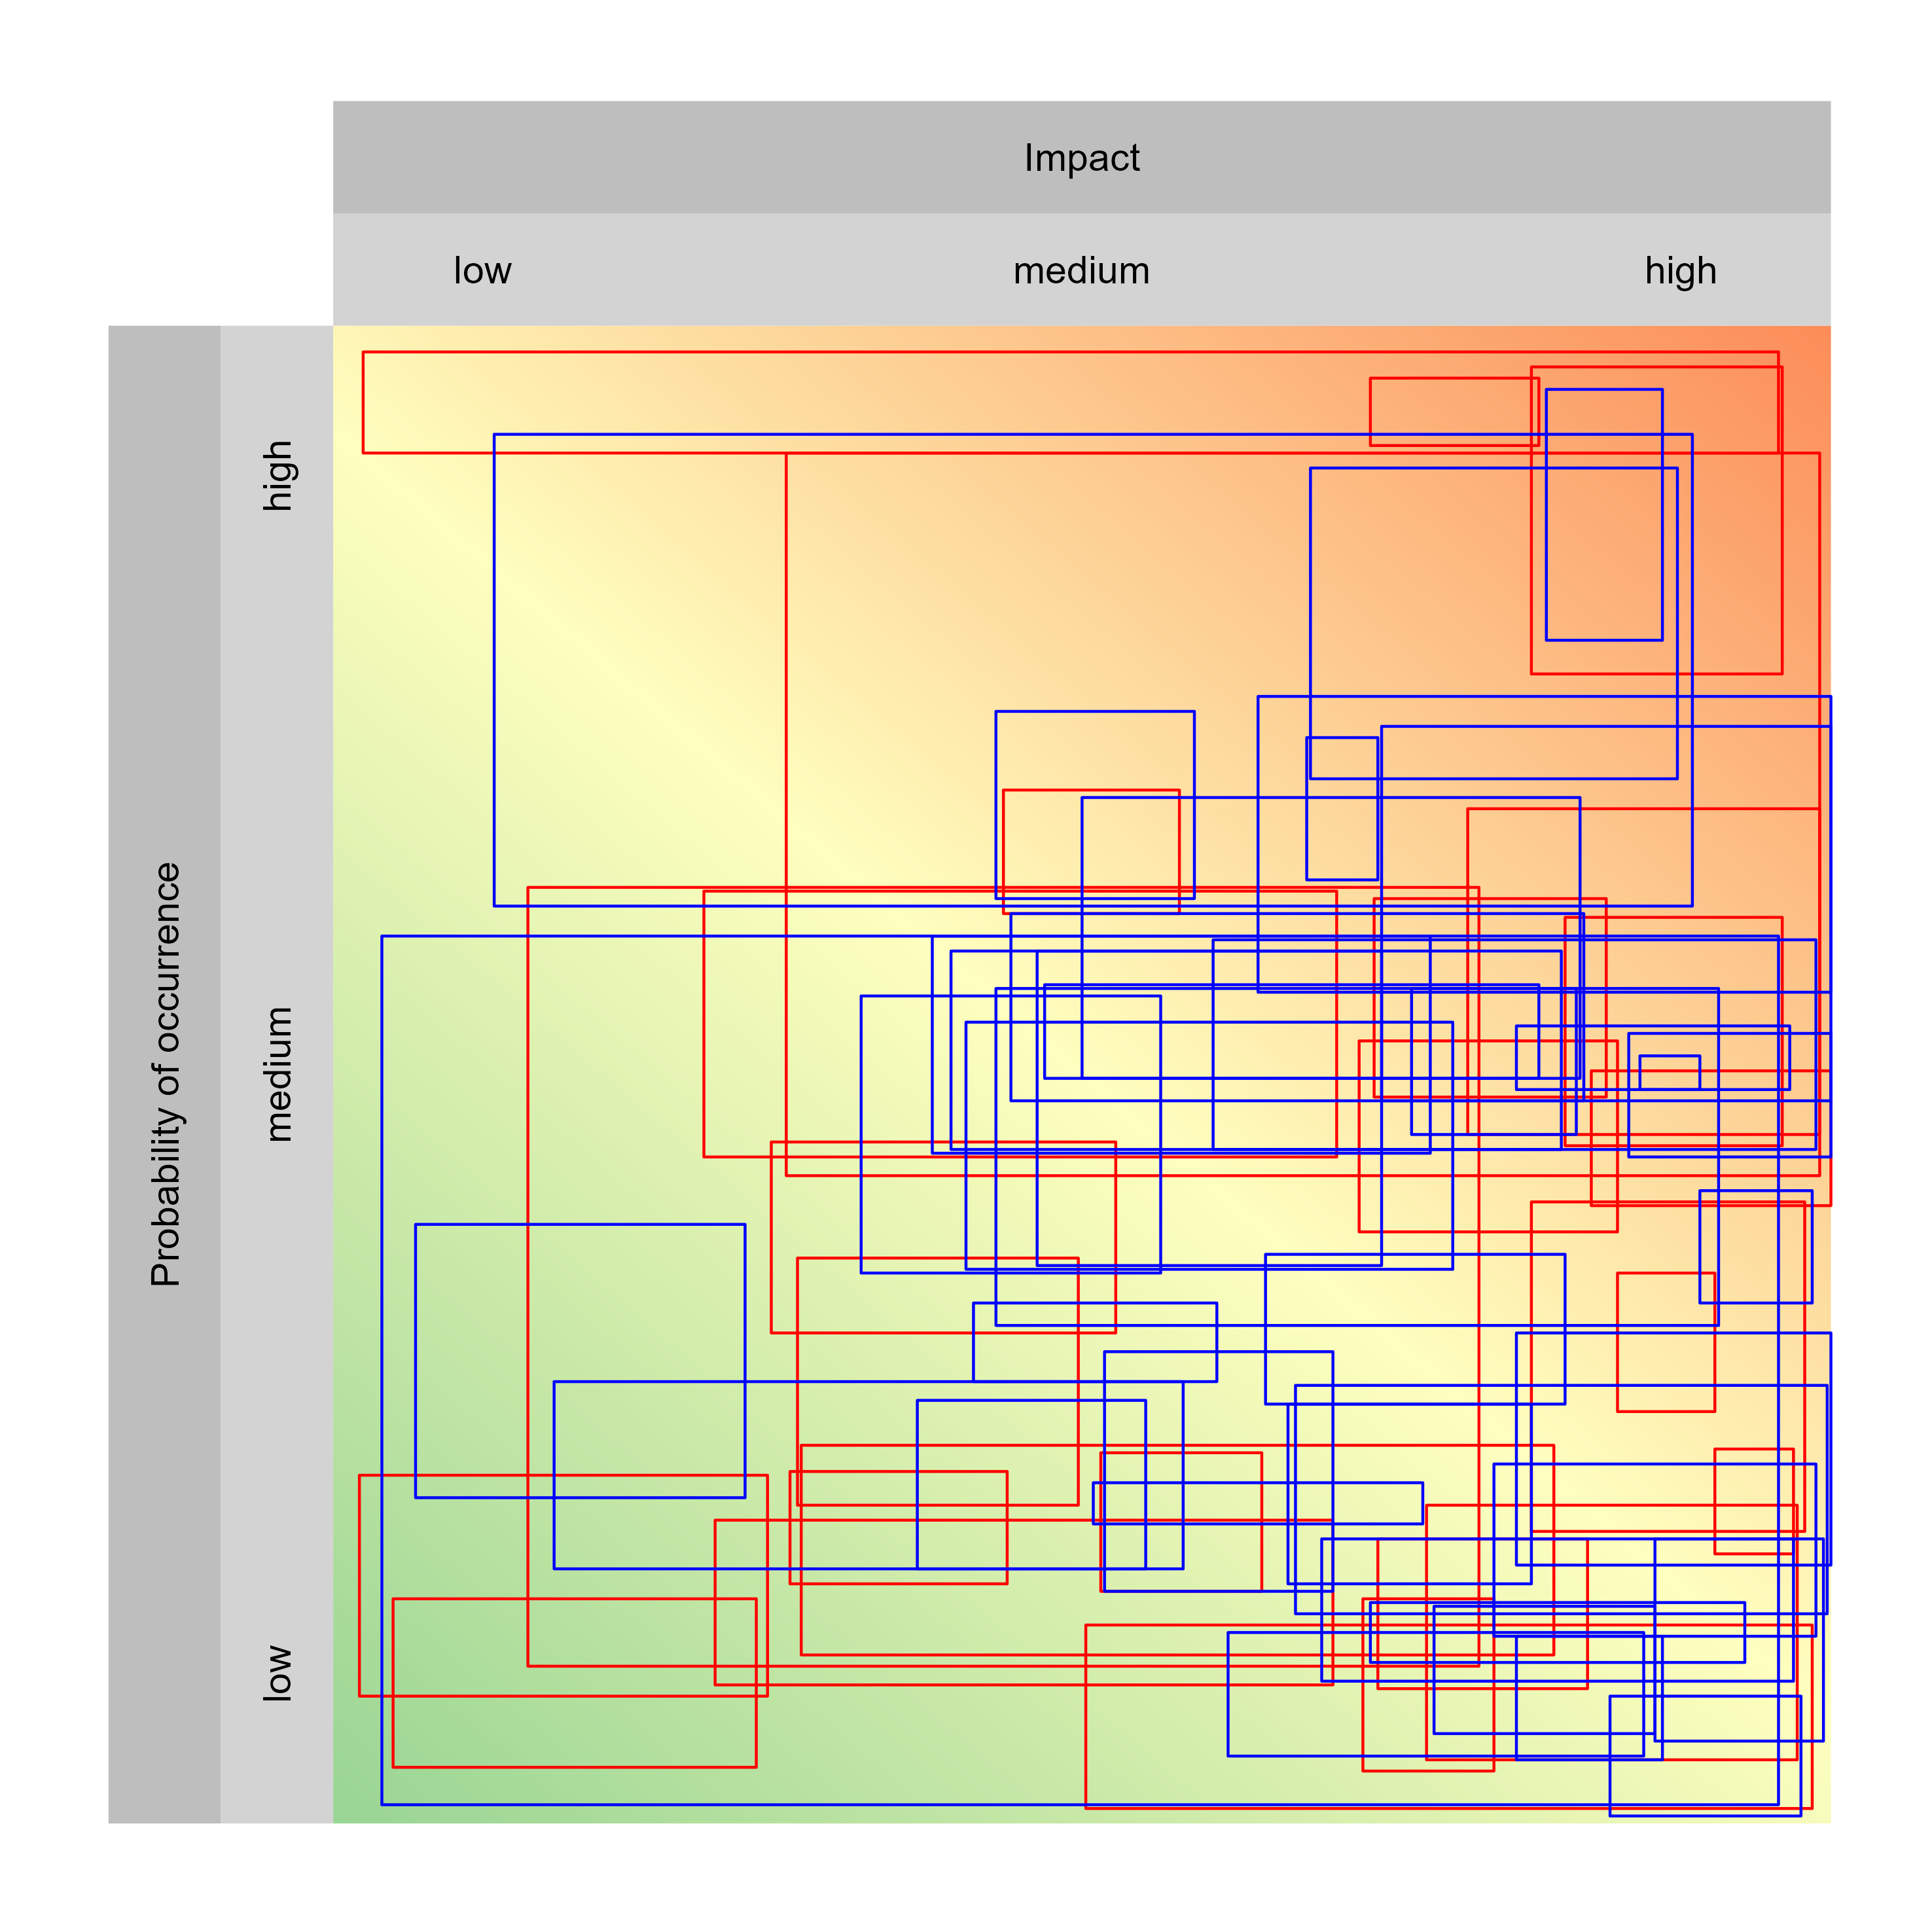 Impact
low medium high
Probability of occurrence
high
medium
low